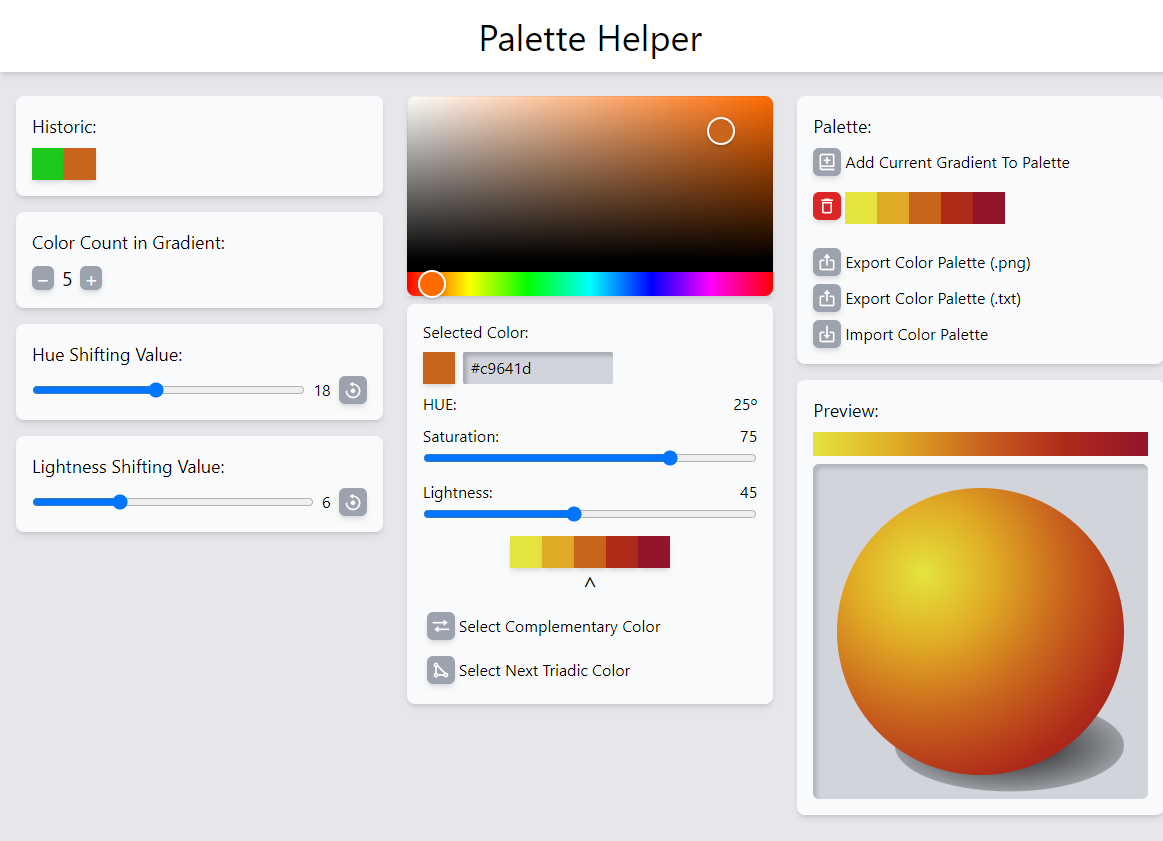 Palette Helper
Historic:
Color Count in Gradient:
− 5 +
Hue Shifting Value:
18
Lightness Shifting Value:
6
Selected Color:
#c9641d
HUE: 25º
Saturation: 75
Lightness: 45
^
Select Complementary Color
Select Next Triadic Color
Palette:
Add Current Gradient To Palette
Export Color Palette (.png)
Export Color Palette (.txt)
Import Color Palette
Preview: